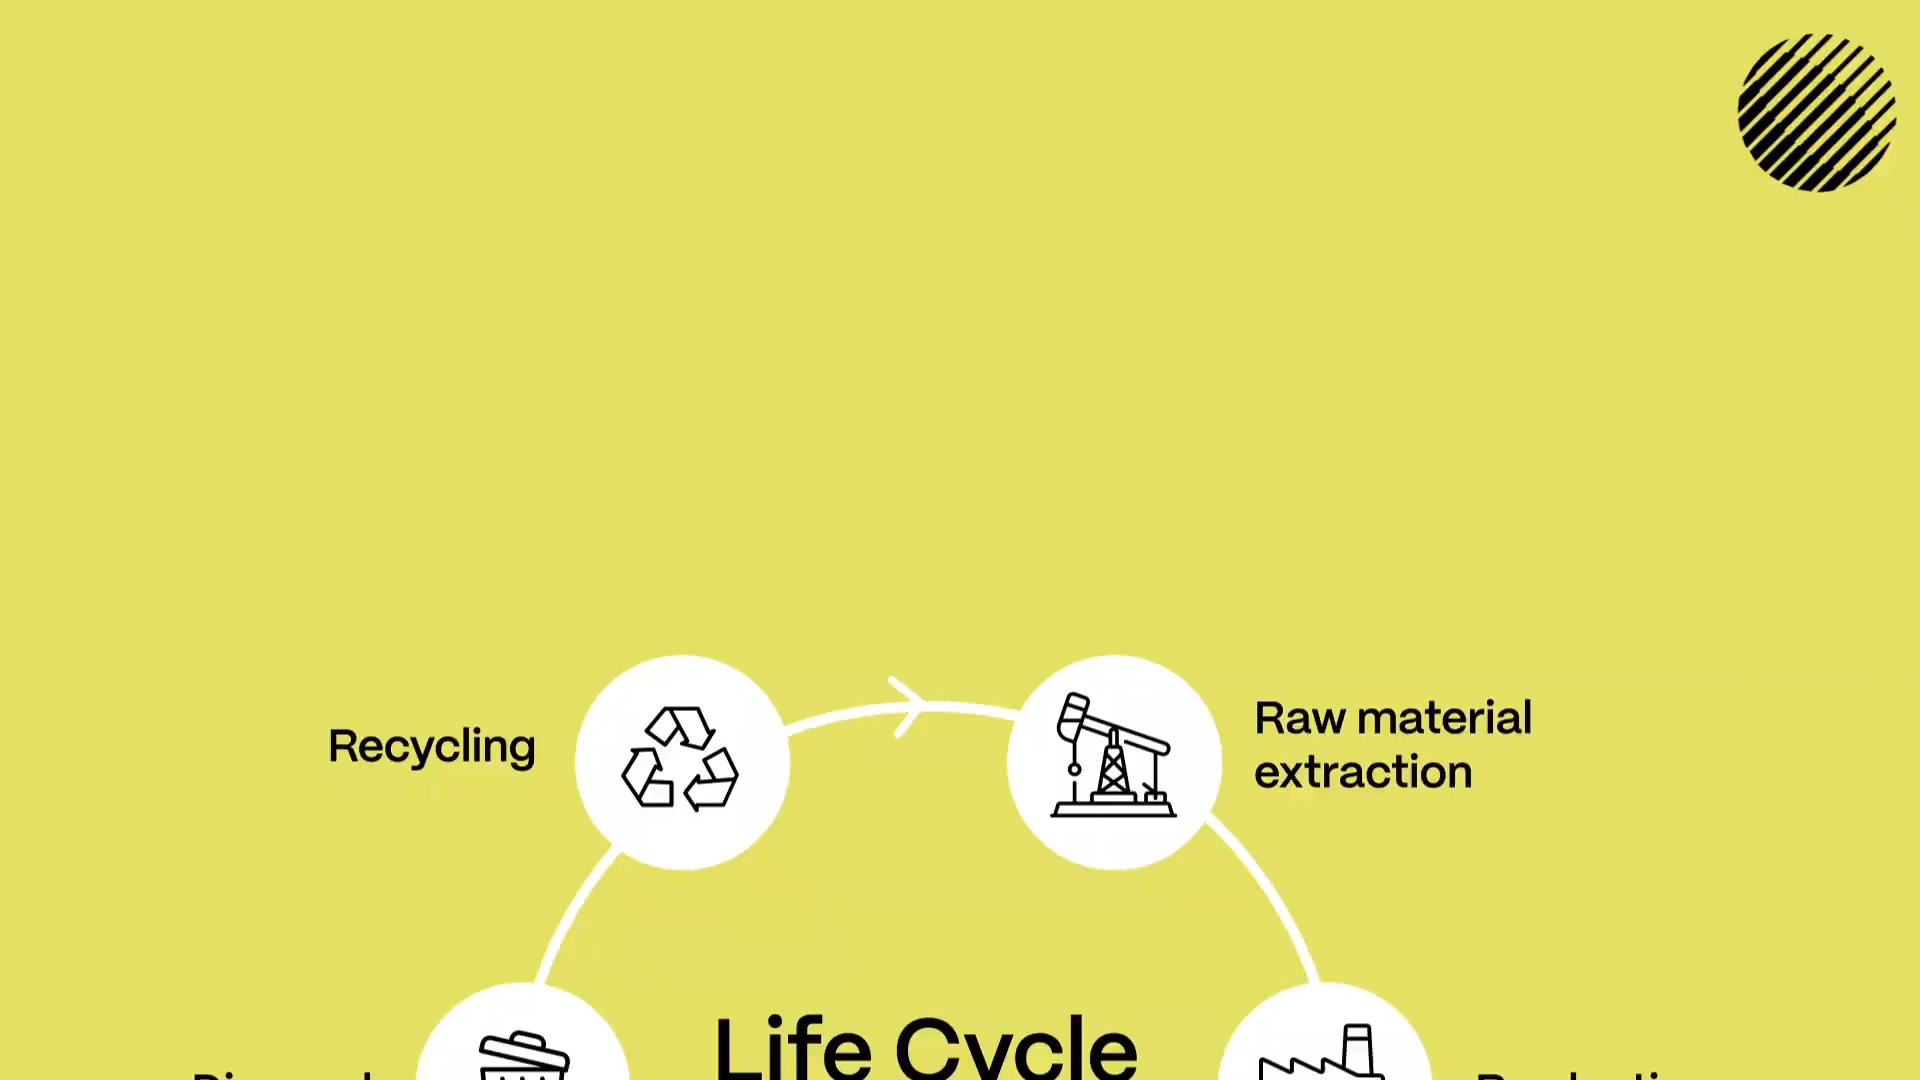 Recycling
Raw material
extraction
Life Cycle